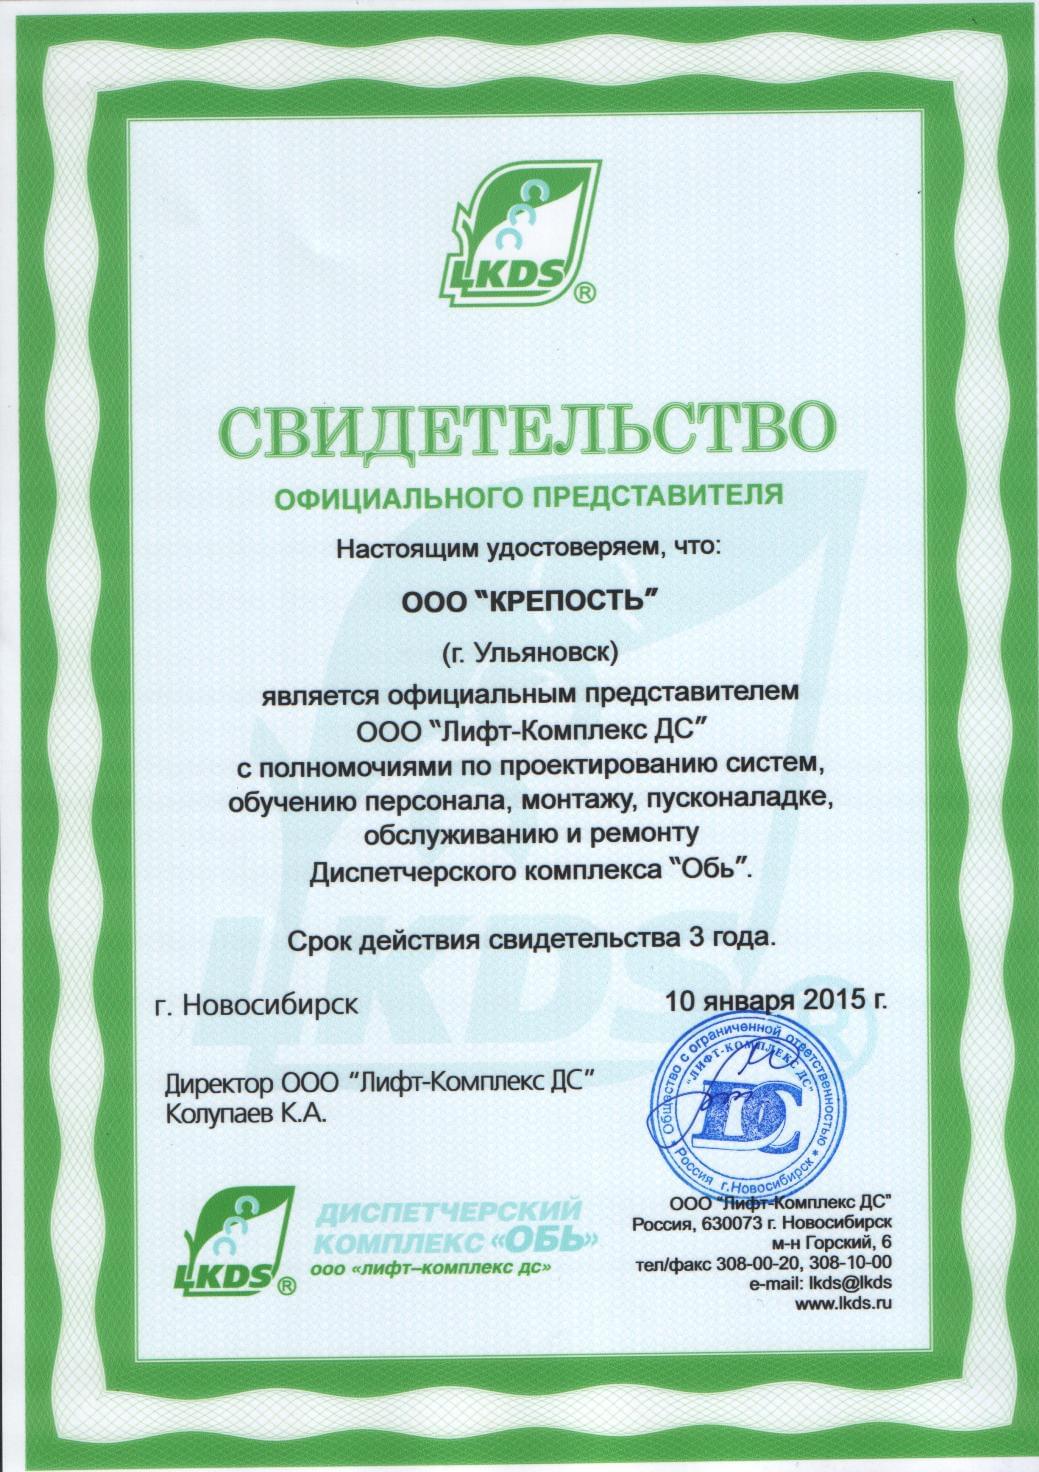 LKDS ®
СВИДЕТЕЛЬСТВО
ОФИЦИАЛЬНОГО ПРЕДСТАВИТЕЛЯ
Настоящим удостоверяем, что:
ООО "КРЕПОСТЬ"
(г. Ульяновск)
является официальным представителем
ООО "Лифт-Комплекс ДС"
с полномочиями по проектированию систем,
обучению персонала, монтажу, пусконаладке,
обслуживанию и ремонту
Диспетчерского комплекса "Обь".
Срок действия свидетельства 3 года.
г. Новосибирск
10 января 2015 г.
Директор ООО "Лифт-Комплекс ДС"
Колупаев К.А.
Общество с ограниченной ответственностью
"ЛИФТ-КОМПЛЕКС ДС"
DC
* Россия г.Новосибирск *
LKDS ®
ДИСПЕТЧЕРСКИЙ
КОМПЛЕКС «ОБЬ»
ООО «ЛИФТ–КОМПЛЕКС ДС»
ООО "Лифт-Комплекс ДС"
Россия, 630073 г. Новосибирск
м-н Горский, 6
тел/факс 308-00-20, 308-10-00
e-mail: lkds@lkds
www.lkds.ru